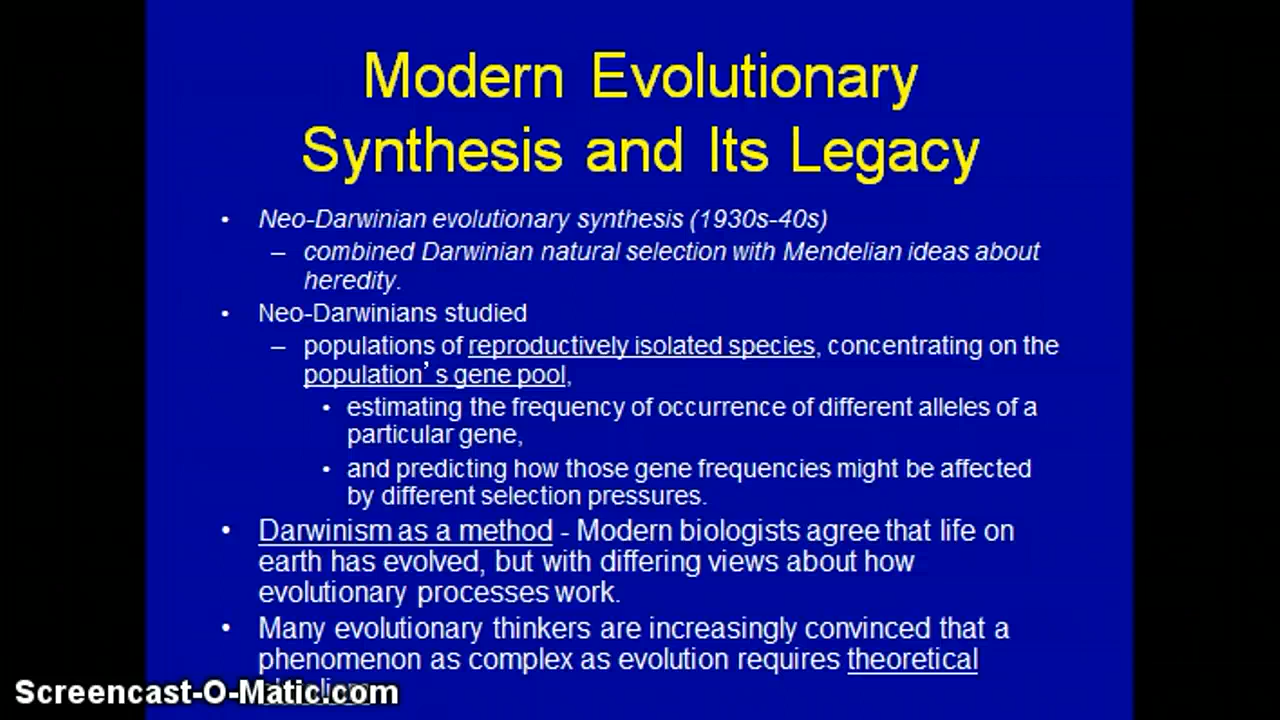 Modern Evolutionary
Synthesis and Its Legacy
• Neo-Darwinian evolutionary synthesis (1930s-40s)
– combined Darwinian natural selection with Mendelian ideas about
heredity.
• Neo-Darwinians studied
– populations of reproductively isolated species, concentrating on the
population’s gene pool,
• estimating the frequency of occurrence of different alleles of a
particular gene,
• and predicting how those gene frequencies might be affected
by different selection pressures.
• Darwinism as a method - Modern biologists agree that life on
earth has evolved, but with differing views about how
evolutionary processes work.
• Many evolutionary thinkers are increasingly convinced that a
phenomenon as complex as evolution requires theoretical
Screencast-O-Matic.com